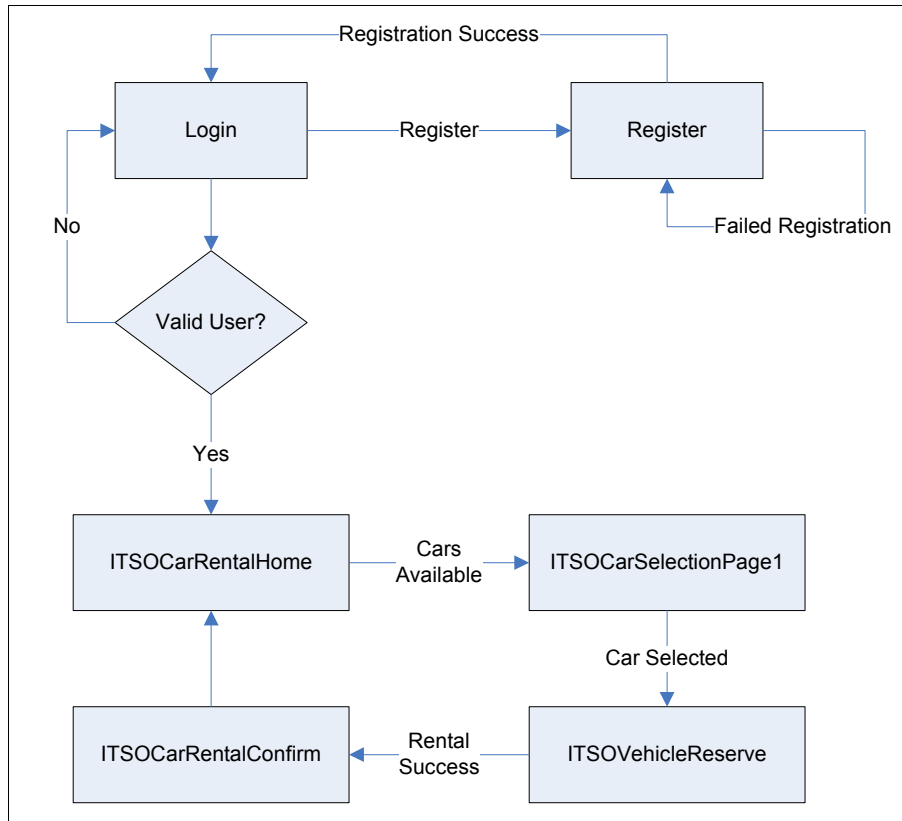 Registration Success
Login
Register
Register
No
Failed Registration
Valid User?
Yes
ITSOCarRentalHome
Cars
Available
ITSOCarSelectionPage1
Car Selected
ITSOCarRentalConfirm
Rental
Success
ITSOVehicleReserve